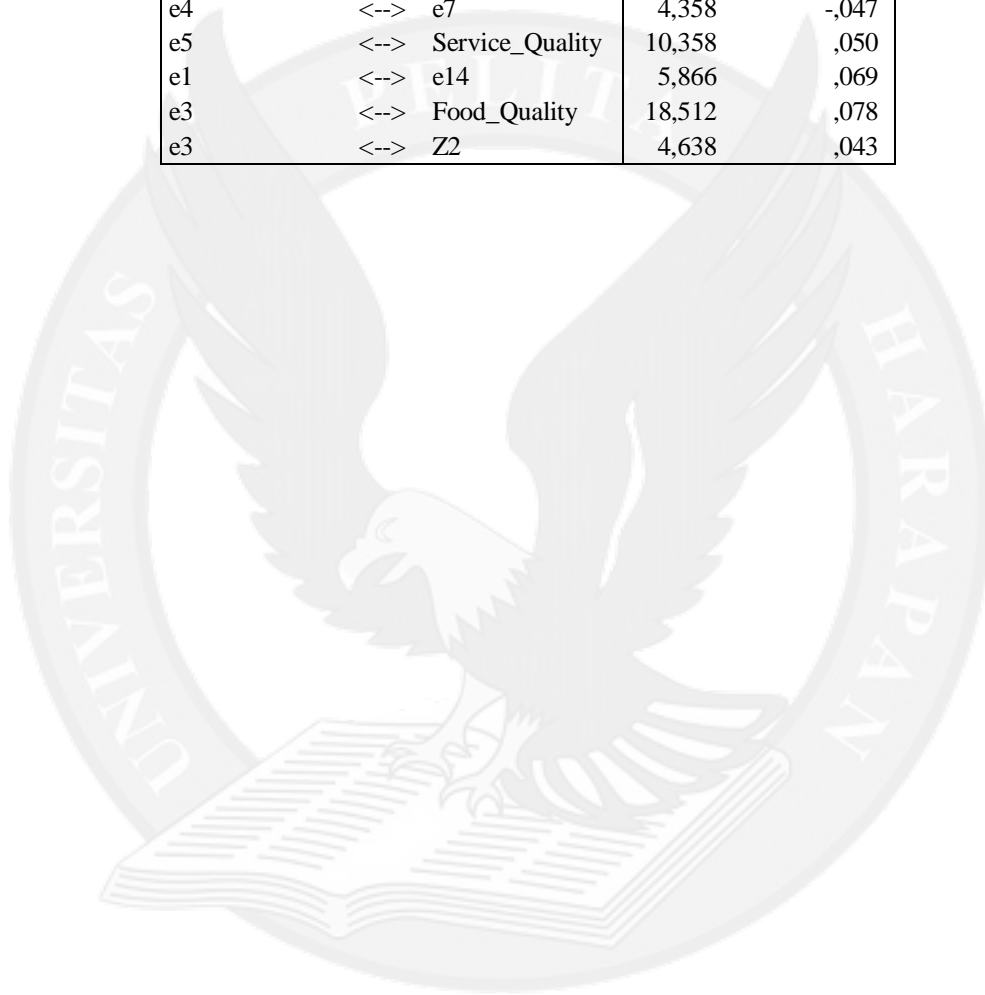 e4 <--> e7 4,358 -,047
e5 <--> Service_Quality 10,358 ,050
e1 <--> e14 5,866 ,069
e3 <--> Food_Quality 18,512 ,078
e3 <--> Z2 4,638 ,043
UNIVERSITAS PELITA HARAPAN